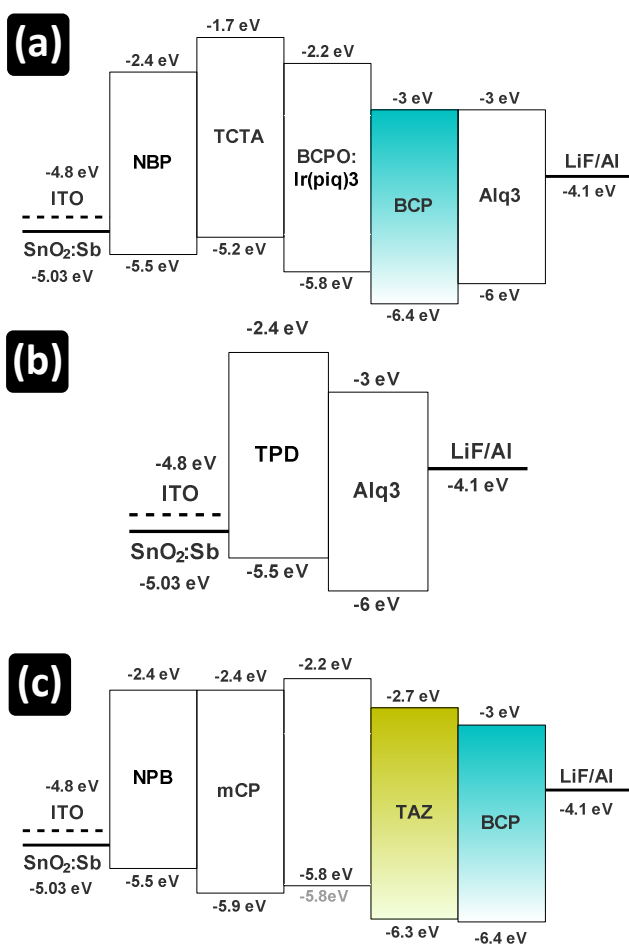 (a)
-1.7 eV
-2.4 eV
-2.2 eV
TCTA
-3 eV
-3 eV
NBP
BCPO:
Ir(piq)3
LiF/Al
-4.8 eV
ITO
-4.1 eV
BCP
Alq3
SnO2:Sb
-5.03 eV
-5.5 eV
-5.2 eV
-5.8 eV
-6 eV
-6.4 eV
(b)
-2.4 eV
-3 eV
TPD
LiF/Al
-4.8 eV
ITO
Alq3
-4.1 eV
SnO2:Sb
-5.03 eV
-5.5 eV
-6 eV
(c)
-2.4 eV
-2.4 eV
-2.2 eV
-2.7 eV
-3 eV
NPB
mCP
LiF/Al
-4.8 eV
ITO
-4.1 eV
TAZ
BCP
SnO2:Sb
-5.03 eV
-5.5 eV
-5.9 eV
-5.8 eV
-5.8eV
-6.3 eV
-6.4 eV